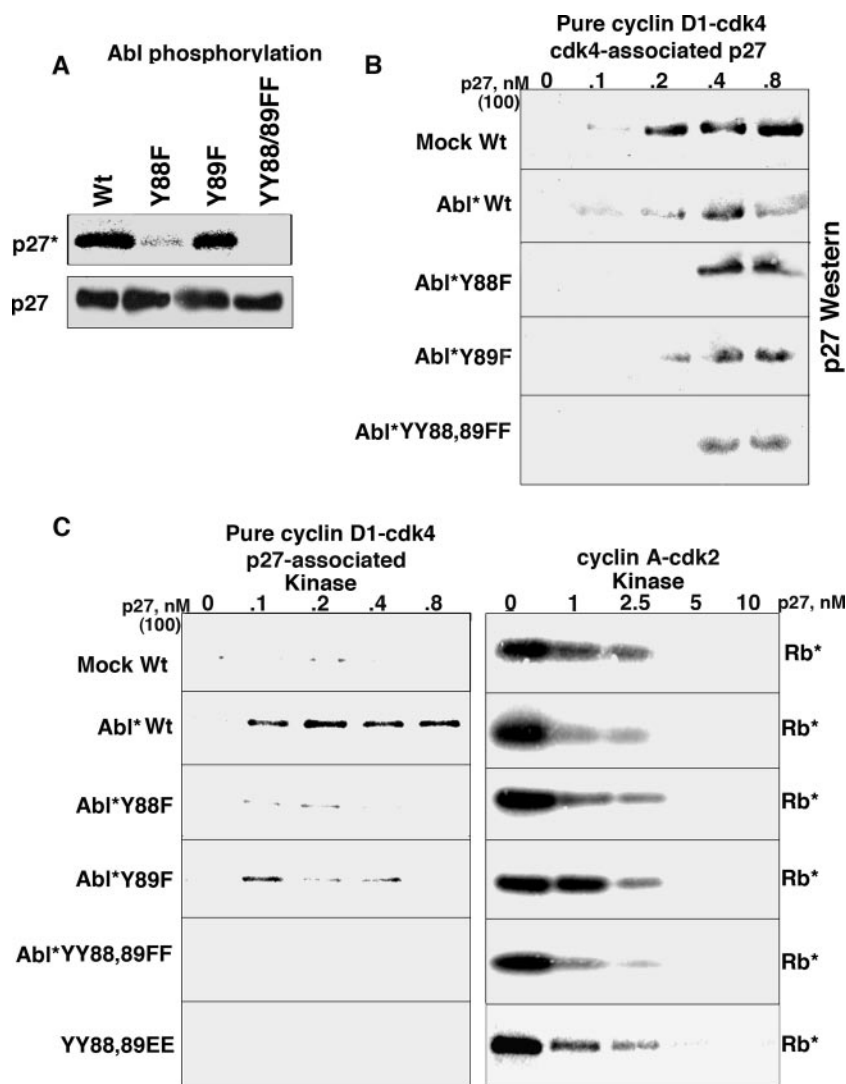 A
Abl phosphorylation
Wt
Y88F
Y89F
YY88/89FF
p27*
p27
B
Pure cyclin D1-cdk4
cdk4-associated p27
p27, nM 0 .1 .2 .4 .8
(100)
Mock Wt
Abl*Wt
Abl*Y88F
Abl*Y89F
Abl*YY88,89FF
p27 Western
C
Pure cyclin D1-cdk4
p27-associated
Kinase
p27, nM 0 .1 .2 .4 .8
(100)
Mock Wt
Abl*Wt
Abl*Y88F
Abl*Y89F
Abl*YY88,89FF
YY88,89EE
cyclin A-cdk2
Kinase
0 1 2.5 5 10 p27, nM
Rb*
Rb*
Rb*
Rb*
Rb*
Rb*